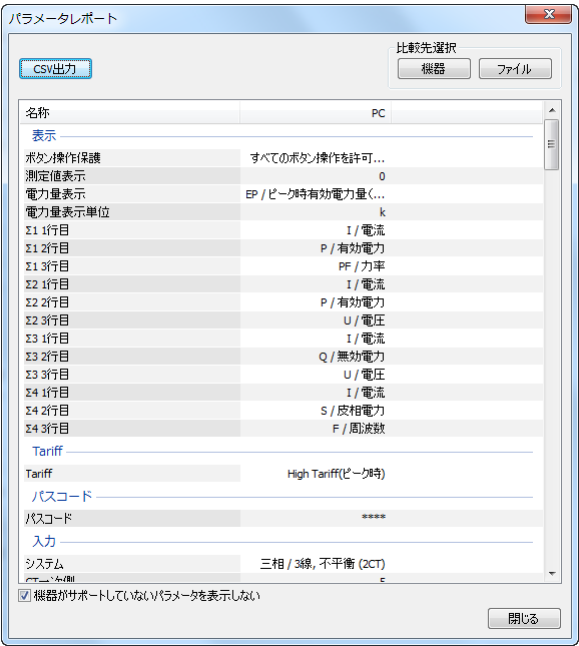 パラメータレポート
比較先選択
CSV出力 機器 ファイル
名称 PC
表示
ボタン操作保護 すべてのボタン操作を許可...
測定値表示 0
電力量表示 EP / ピーク時有効電力量(...
電力量表示単位 k
Σ1 1行目 I / 電流
Σ1 2行目 P / 有効電力
Σ1 3行目 PF / 力率
Σ2 1行目 I / 電流
Σ2 2行目 P / 有効電力
Σ2 3行目 U / 電圧
Σ3 1行目 I / 電流
Σ3 2行目 Q / 無効電力
Σ3 3行目 U / 電圧
Σ4 1行目 I / 電流
Σ4 2行目 S / 皮相電力
Σ4 3行目 F / 周波数
Tariff
Tariff High Tariff(ピーク時)
パスコード
パスコード ****
入力
システム 三相 / 3線, 不平衡 (2CT)
機器がサポートしていないパラメータを表示しない
閉じる